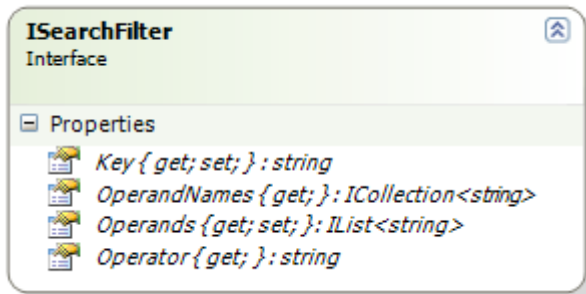 ISearchFilter
Interface
Properties
Key { get; set; } : string
OperandNames { get; } : ICollection<string>
Operands {get; set; } : IList<string>
Operator { get; } : string